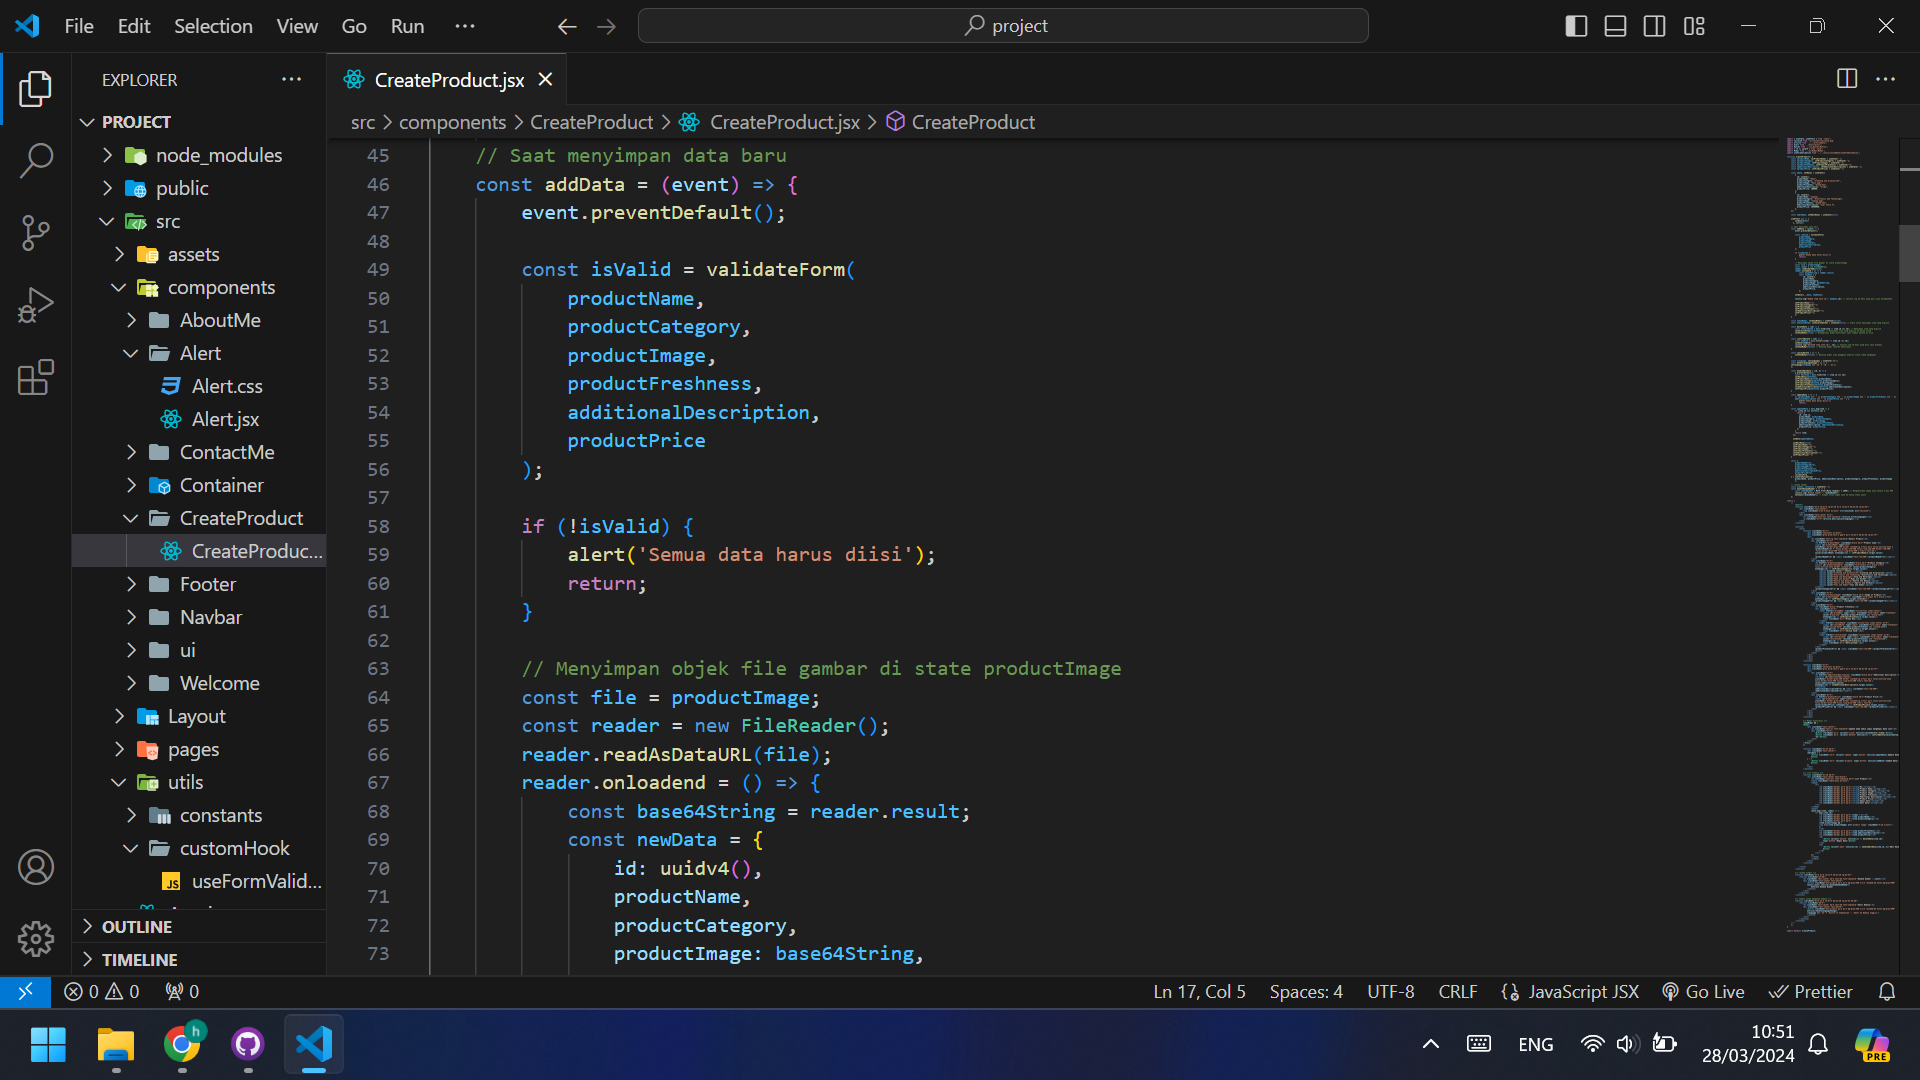 File Edit Selection View Go Run ···
project
EXPLORER
CreateProduct.jsx
PROJECT
src > components > CreateProduct > CreateProduct.jsx > CreateProduct
node_modules
public
src
assets
components
AboutMe
Alert
Alert.css
Alert.jsx
ContactMe
Container
CreateProduct
CreateProduc...
Footer
Navbar
ui
Welcome
Layout
pages
utils
constants
customHook
JS useFormValid...
OUTLINE
TIMELINE
45 // Saat menyimpan data baru
46 const addData = (event) => {
47 event.preventDefault();
48
49 const isValid = validateForm(
50 productName,
51 productCategory,
52 productImage,
53 productFreshness,
54 additionalDescription,
55 productPrice
56 );
57
58 if (!isValid) {
59 alert('Semua data harus diisi');
60 return;
61 }
62
63 // Menyimpan objek file gambar di state productImage
64 const file = productImage;
65 const reader = new FileReader();
66 reader.readAsDataURL(file);
67 reader.onloadend = () => {
68 const base64String = reader.result;
69 const newData = {
70 id: uuidv4(),
71 productName,
72 productCategory,
73 productImage: base64String,
0 0 0
Ln 17, Col 5 Spaces: 4 UTF-8 CRLF JavaScript JSX Go Live Prettier
h
ENG
10:51
28/03/2024
PRE